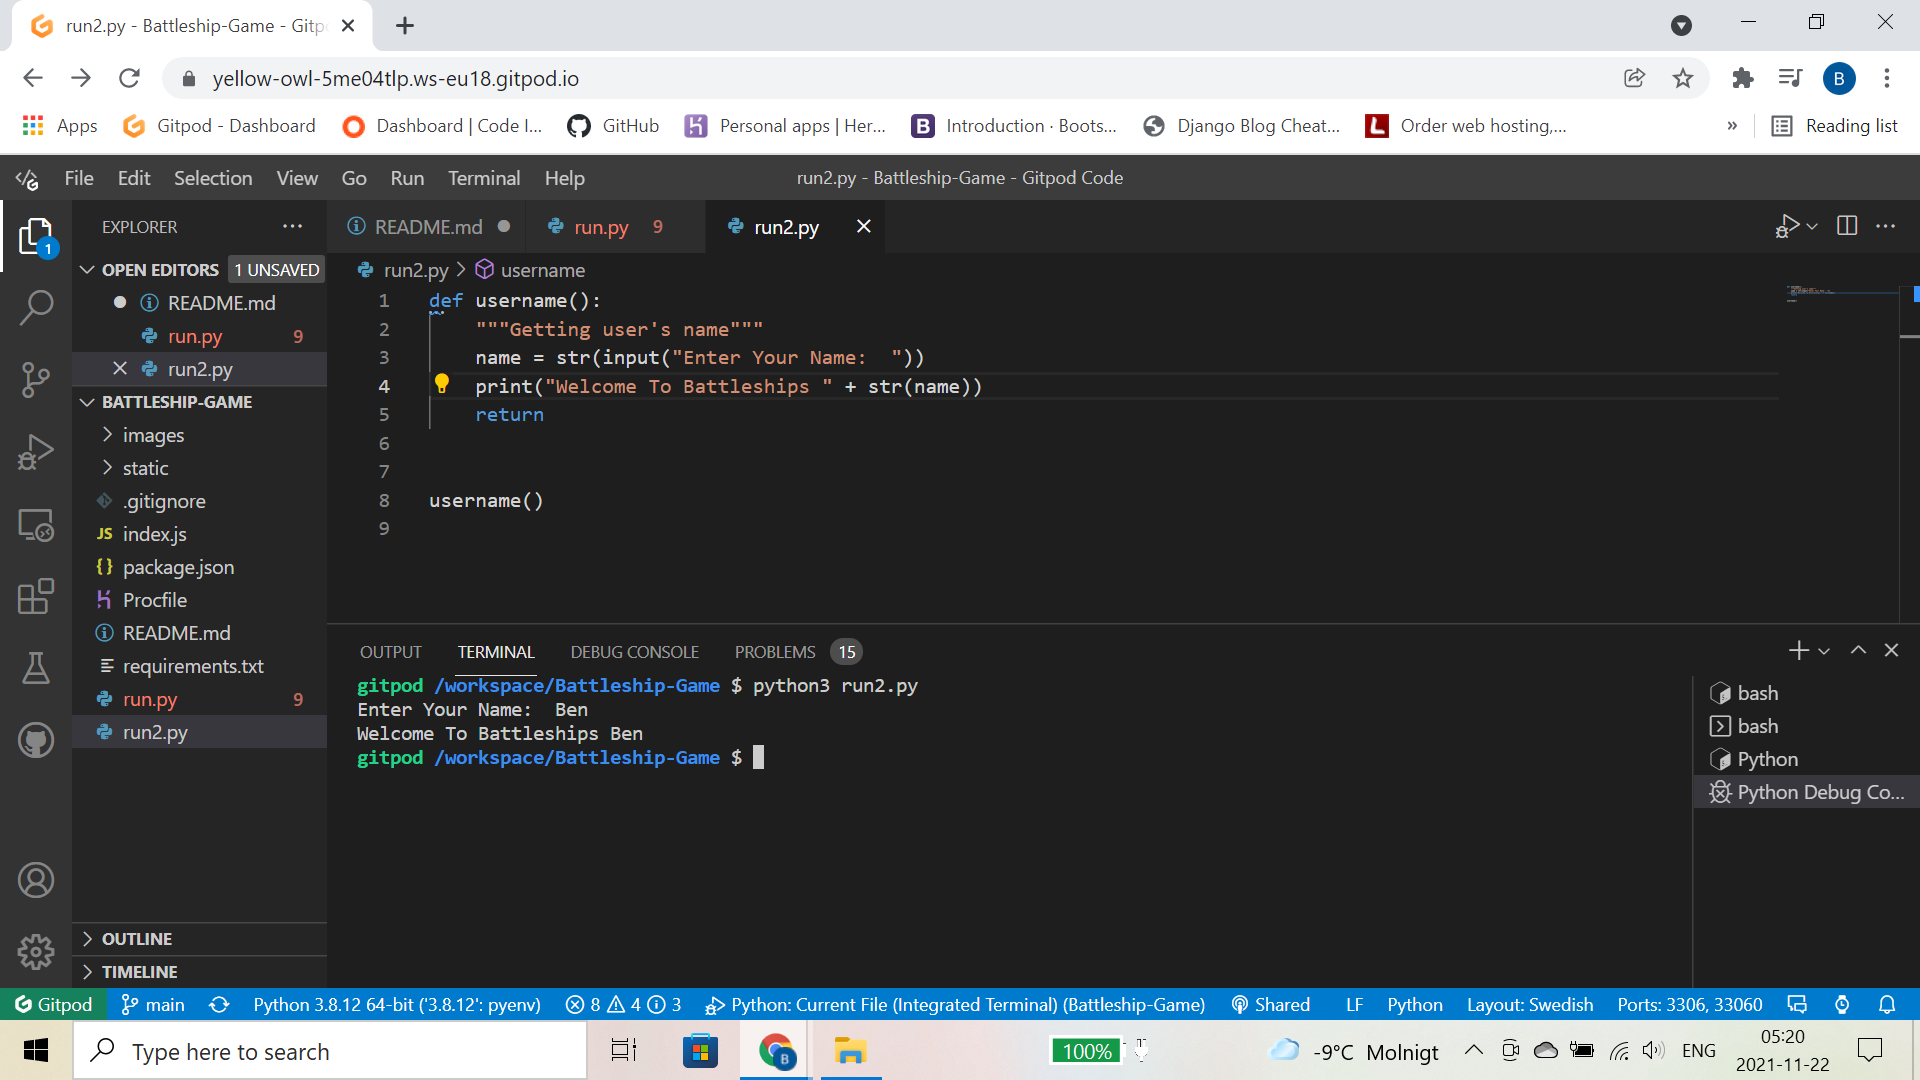 run2.py - Battleship-Game - Gitp
yellow-owl-5me04tlp.ws-eu18.gitpod.io
B
Apps
Gitpod - Dashboard
Dashboard | Code I...
GitHub
Personal apps | Her...
B
Introduction · Boots...
Django Blog Cheat...
L
Order web hosting,...
»
Reading list
File Edit Selection View Go Run Terminal Help
run2.py - Battleship-Game - Gitpod Code
1
EXPLORER
README.md
run.py 9
run2.py
OPEN EDITORS 1 UNSAVED
README.md
run.py 9
run2.py
BATTLESHIP-GAME
images
static
.gitignore
JS index.js
{} package.json
Procfile
README.md
requirements.txt
run.py 9
run2.py
OUTLINE
TIMELINE
run2.py > username
1 def username():
2 """Getting user's name"""
3 name = str(input("Enter Your Name:  "))
4 print("Welcome To Battleships " + str(name))
5 return
6
7
8 username()
9
OUTPUT TERMINAL DEBUG CONSOLE PROBLEMS 15
gitpod /workspace/Battleship-Game $ python3 run2.py
Enter Your Name:  Ben
Welcome To Battleships Ben
gitpod /workspace/Battleship-Game $
bash
bash
Python
Python Debug Co...
Gitpod main Python 3.8.12 64-bit ('3.8.12': pyenv) 8 4 3 Python: Current File (Integrated Terminal) (Battleship-Game) Shared LF Python Layout: Swedish Ports: 3306, 33060
Type here to search
B
100%
-9°C Molnigt
ENG
05:20
2021-11-22